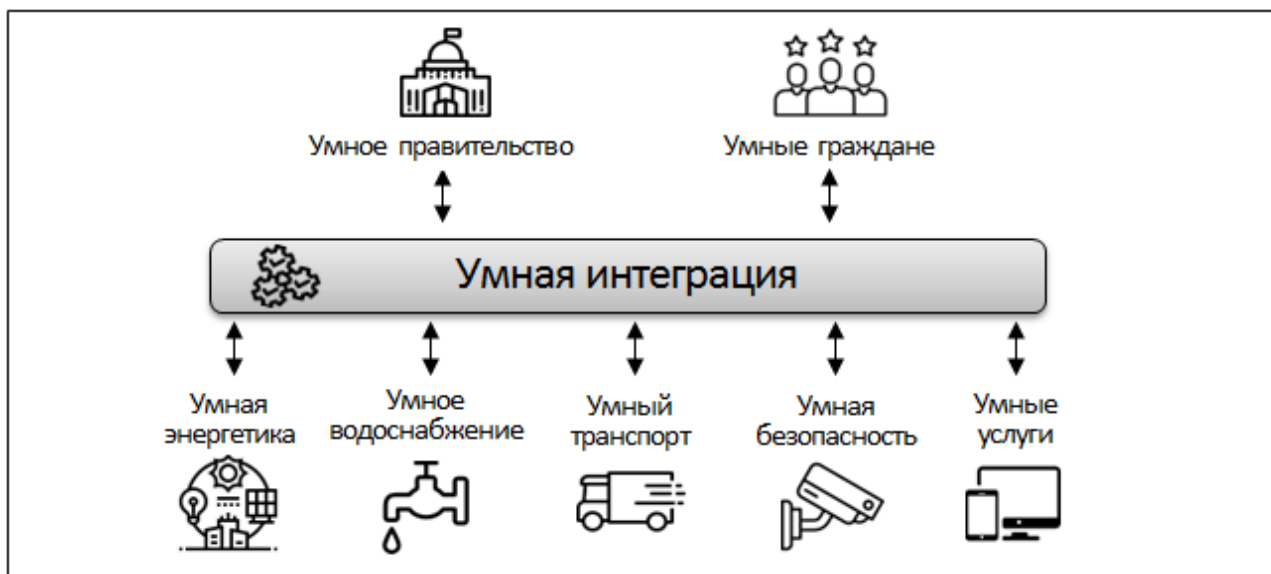 Умное правительство
Умные граждане
Умная интеграция
Умная
энергетика
Умное
водоснабжение
Умный
транспорт
Умная
безопасность
Умные
услуги